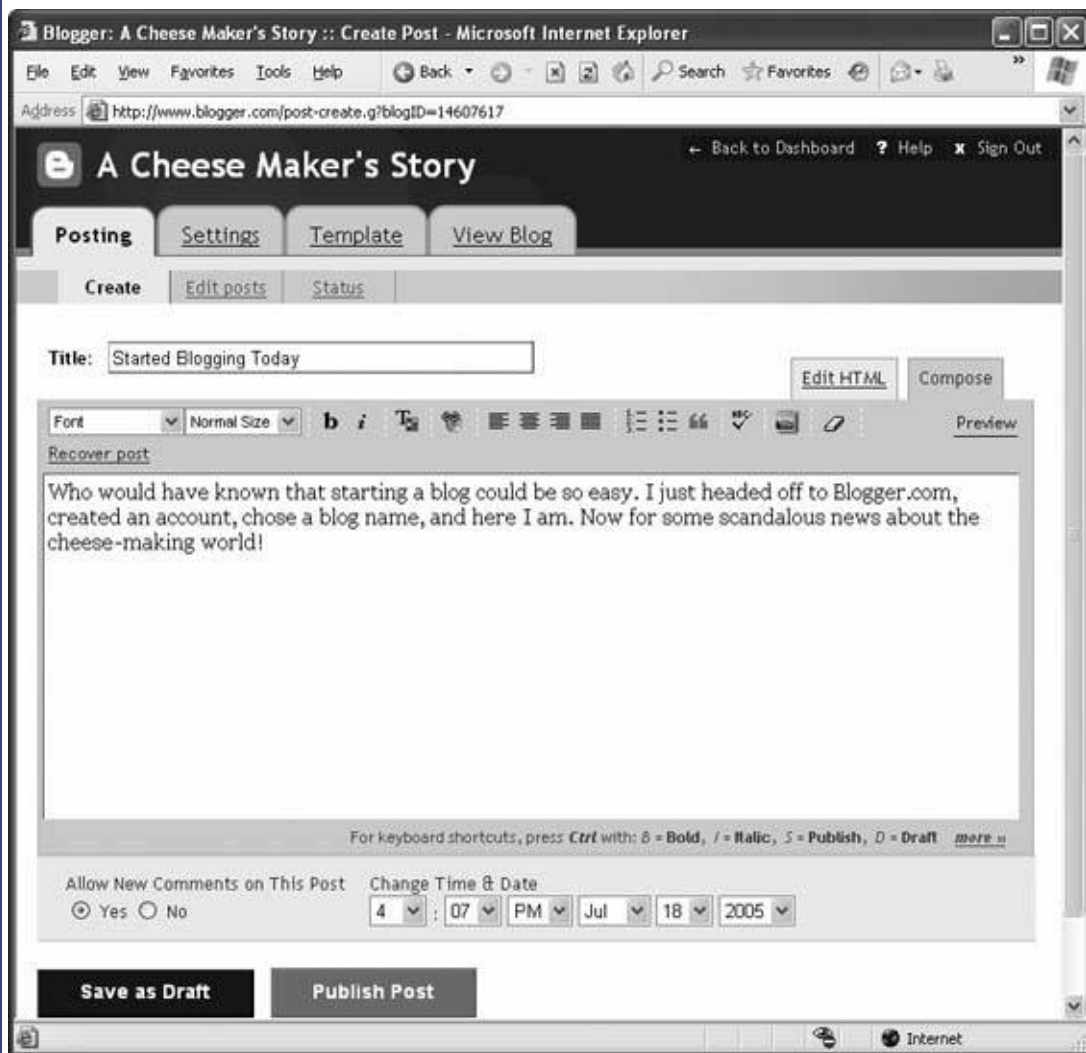 Blogger: A Cheese Maker's Story :: Create Post - Microsoft Internet Explorer
File Edit View Favorites Tools Help Back Search Favorites »
Address http://www.blogger.com/post-create.g?blogID=14607617
← Back to Dashboard ? Help x Sign Out
A Cheese Maker's Story
Posting Settings Template View Blog
Create Edit posts Status
Title: Started Blogging Today
Edit HTML Compose
Font Normal Size b i T ABC Preview
Recover post
Who would have known that starting a blog could be so easy. I just headed off to Blogger.com,
created an account, chose a blog name, and here I am. Now for some scandalous news about the
cheese-making world!
For keyboard shortcuts, press Ctrl with: B = Bold, I = Italic, S = Publish, D = Draft more »
Allow New Comments on This Post Change Time & Date
Yes No 4 : 07 PM Jul 18 2005
Save as Draft Publish Post
Internet